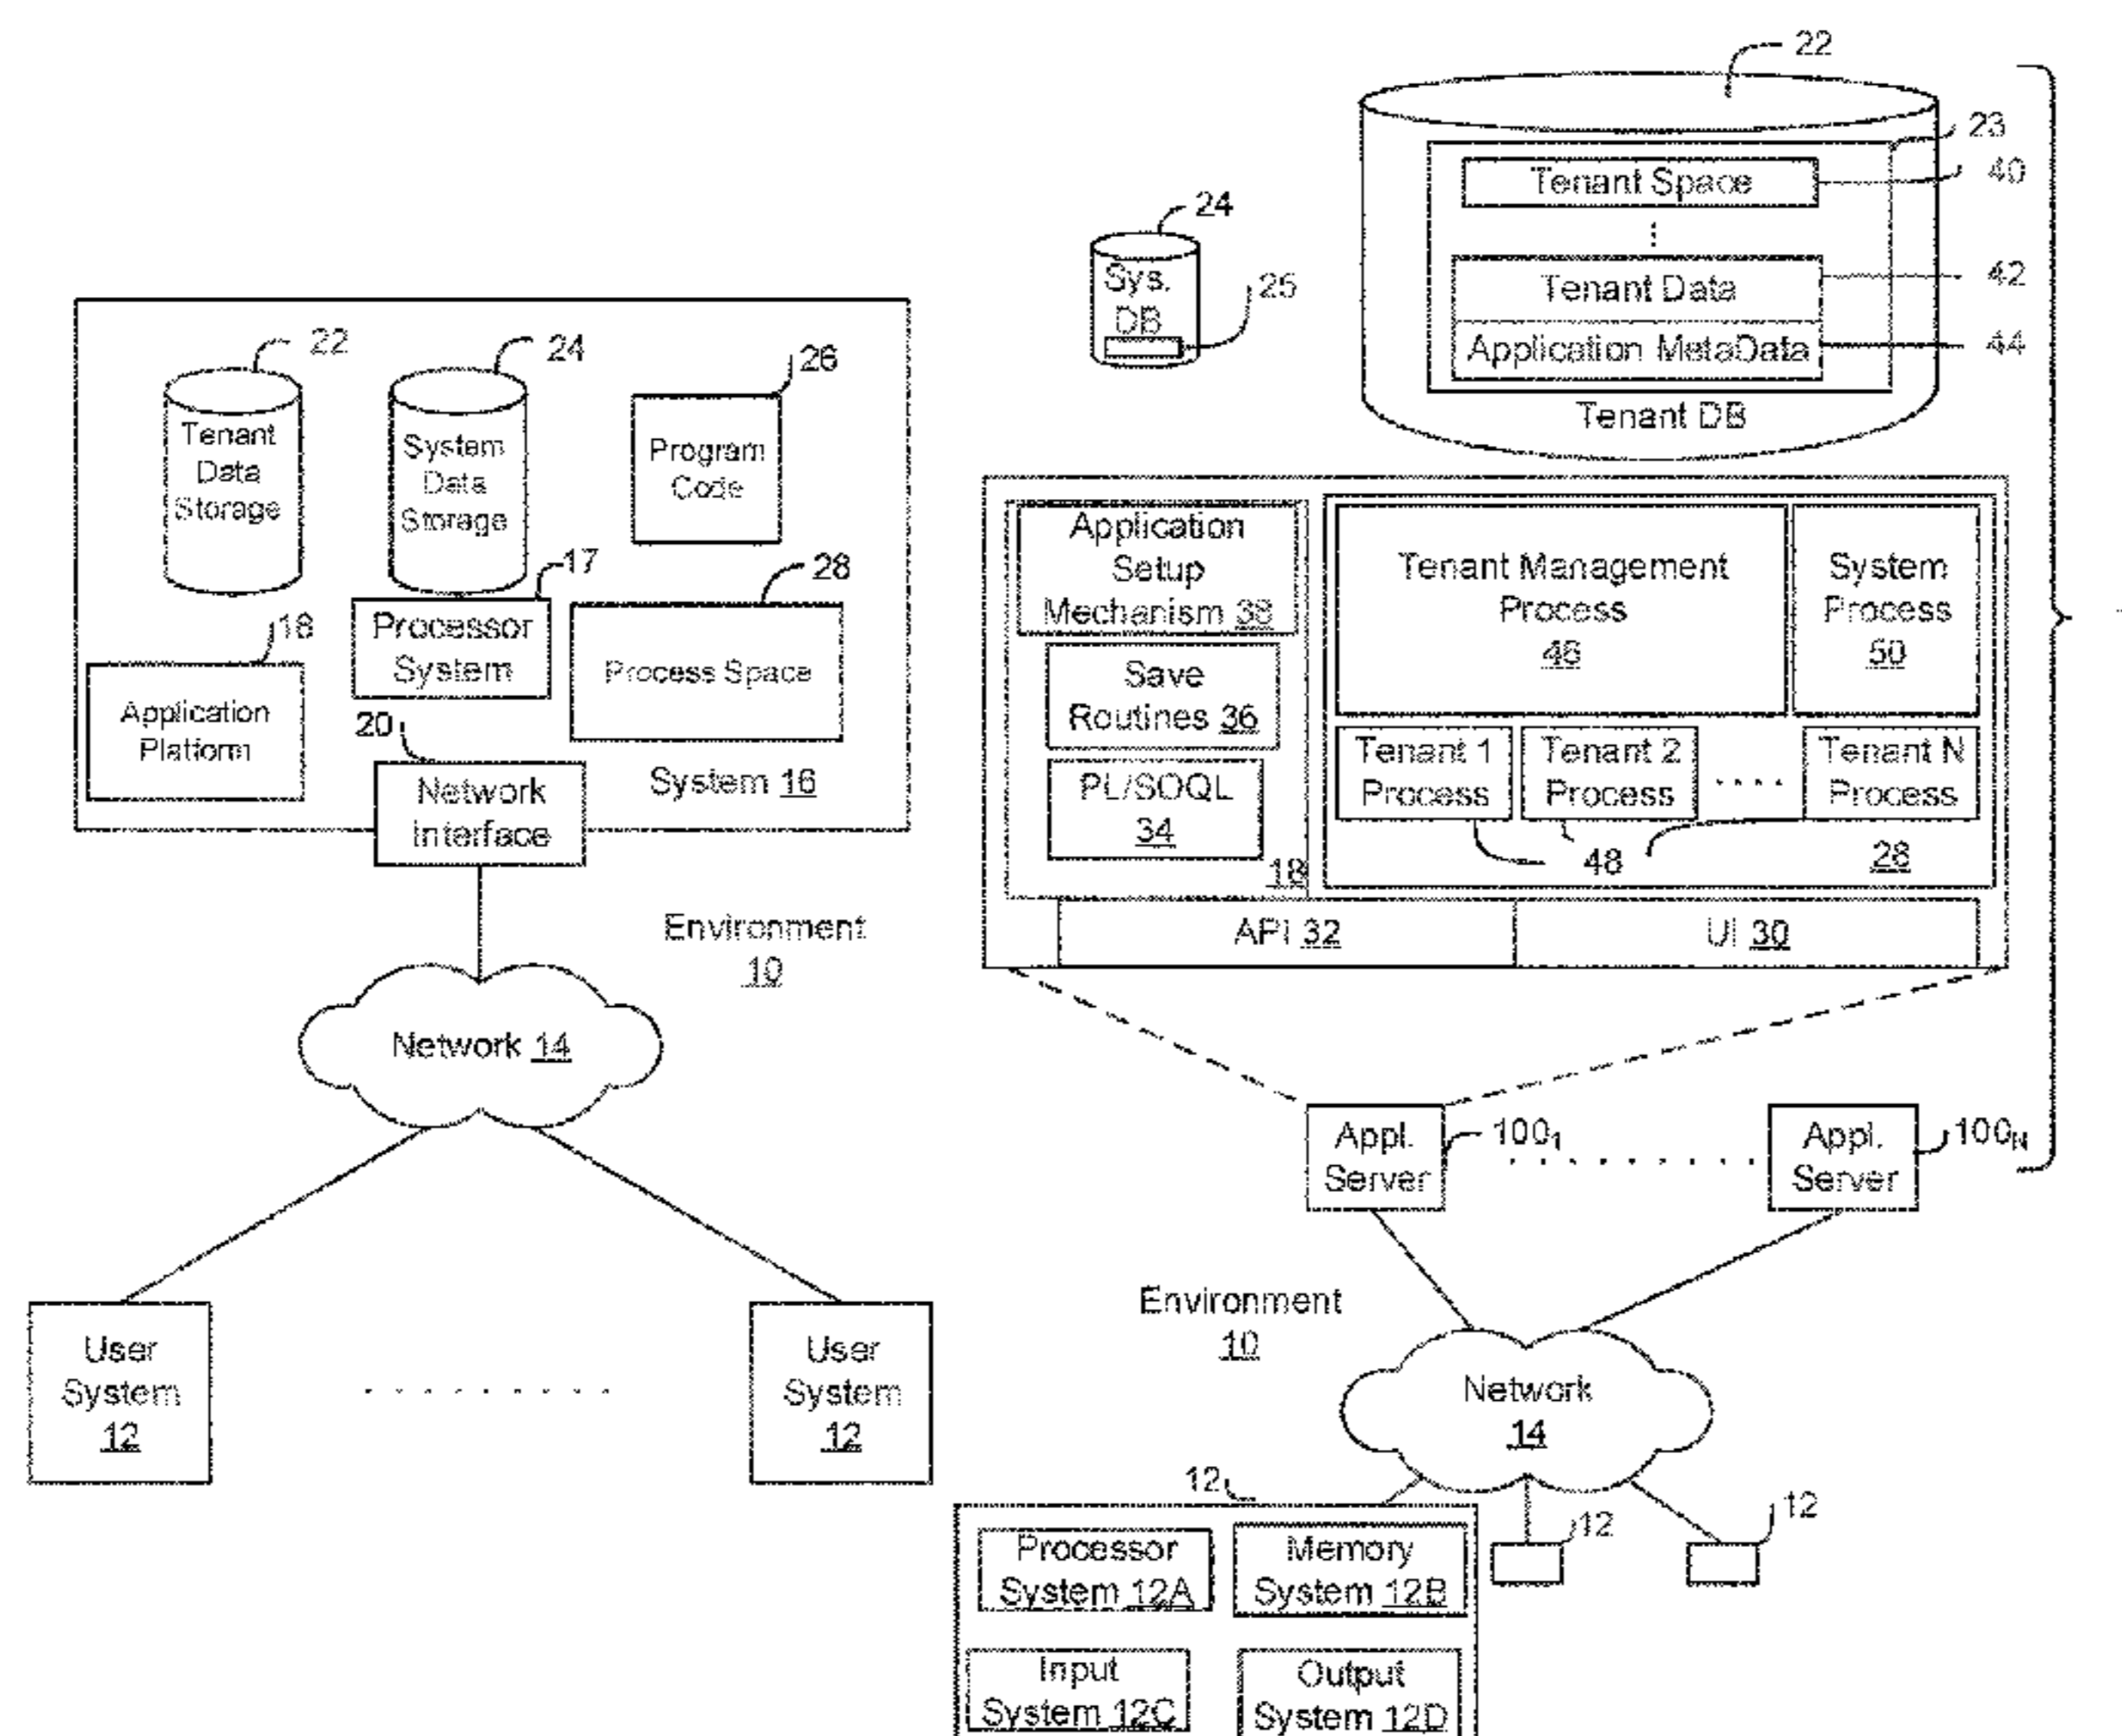 22
24
26
Tenant
Data
Storage
System
Data
Storage
Program
Code
17
28
18
Processor
System
Process Space
Application
Platform
20
Network
Interface
System 16
Environment
10
Network 14
User
System
12
User
System
12
22
23
Tenant Space
40
24
Sys.
DB
25
Tenant Data
42
Application MetaData
44
Tenant DB
Application
Setup
Mechanism 38
Save
Routines 36
PL/SOQL
34
18
Tenant Management
Process
46
System
Process
50
Tenant 1
Process
Tenant 2
Process
Tenant N
Process
48
28
API 32
UI 30
Appl.
Server
100₁
Appl.
Server
100N
Environment
10
Network
14
12
12
12
Processor
System 12A
Memory
System 12B
Input
System 12C
Output
System 12D